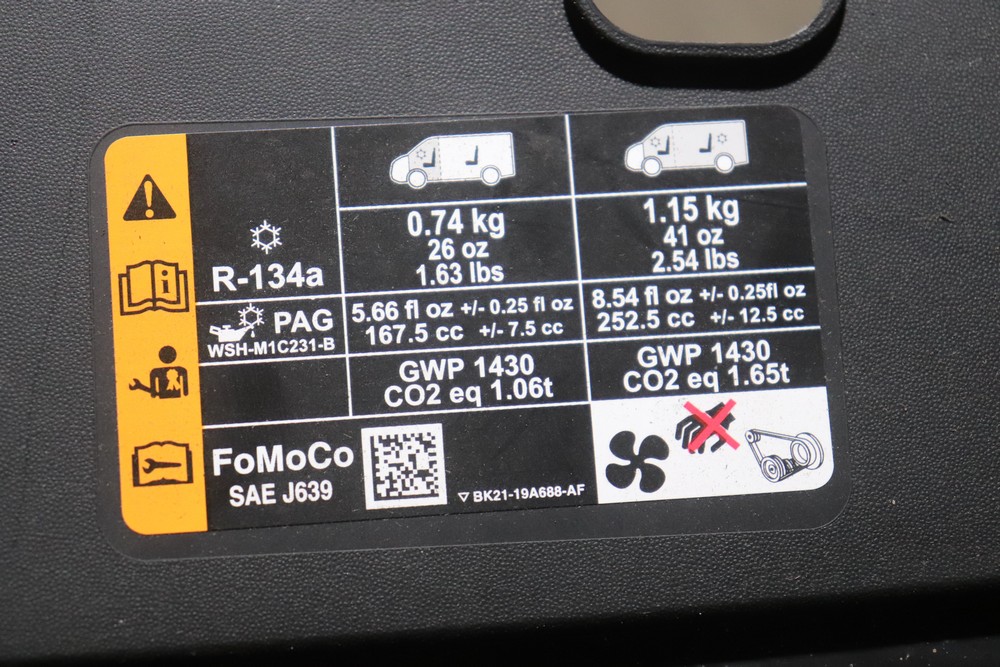 R-134a
0.74 kg
26 oz
1.63 lbs
1.15 kg
41 oz
2.54 lbs
PAG
WSH-M1C231-B
5.66 fl oz +/- 0.25 fl oz
167.5 cc +/- 7.5 cc
8.54 fl oz +/- 0.25fl oz
252.5 cc +/- 12.5 cc
GWP 1430
CO2 eq 1.06t
GWP 1430
CO2 eq 1.65t
FoMoCo
SAE J639
▽ BK21-19A688-AF